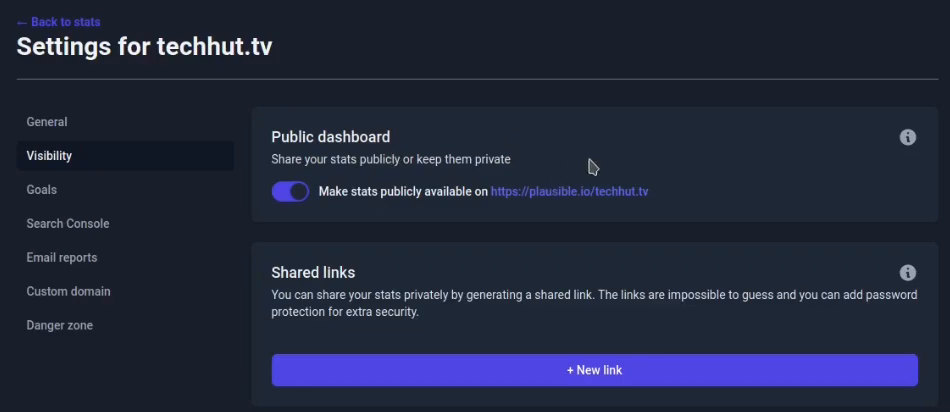 ← Back to stats
Settings for techhut.tv
General
Visibility
Goals
Search Console
Email reports
Custom domain
Danger zone
Public dashboard
Share your stats publicly or keep them private
Make stats publicly available on https://plausible.io/techhut.tv
Shared links
You can share your stats privately by generating a shared link. The links are impossible to guess and you can add password
protection for extra security.
+ New link